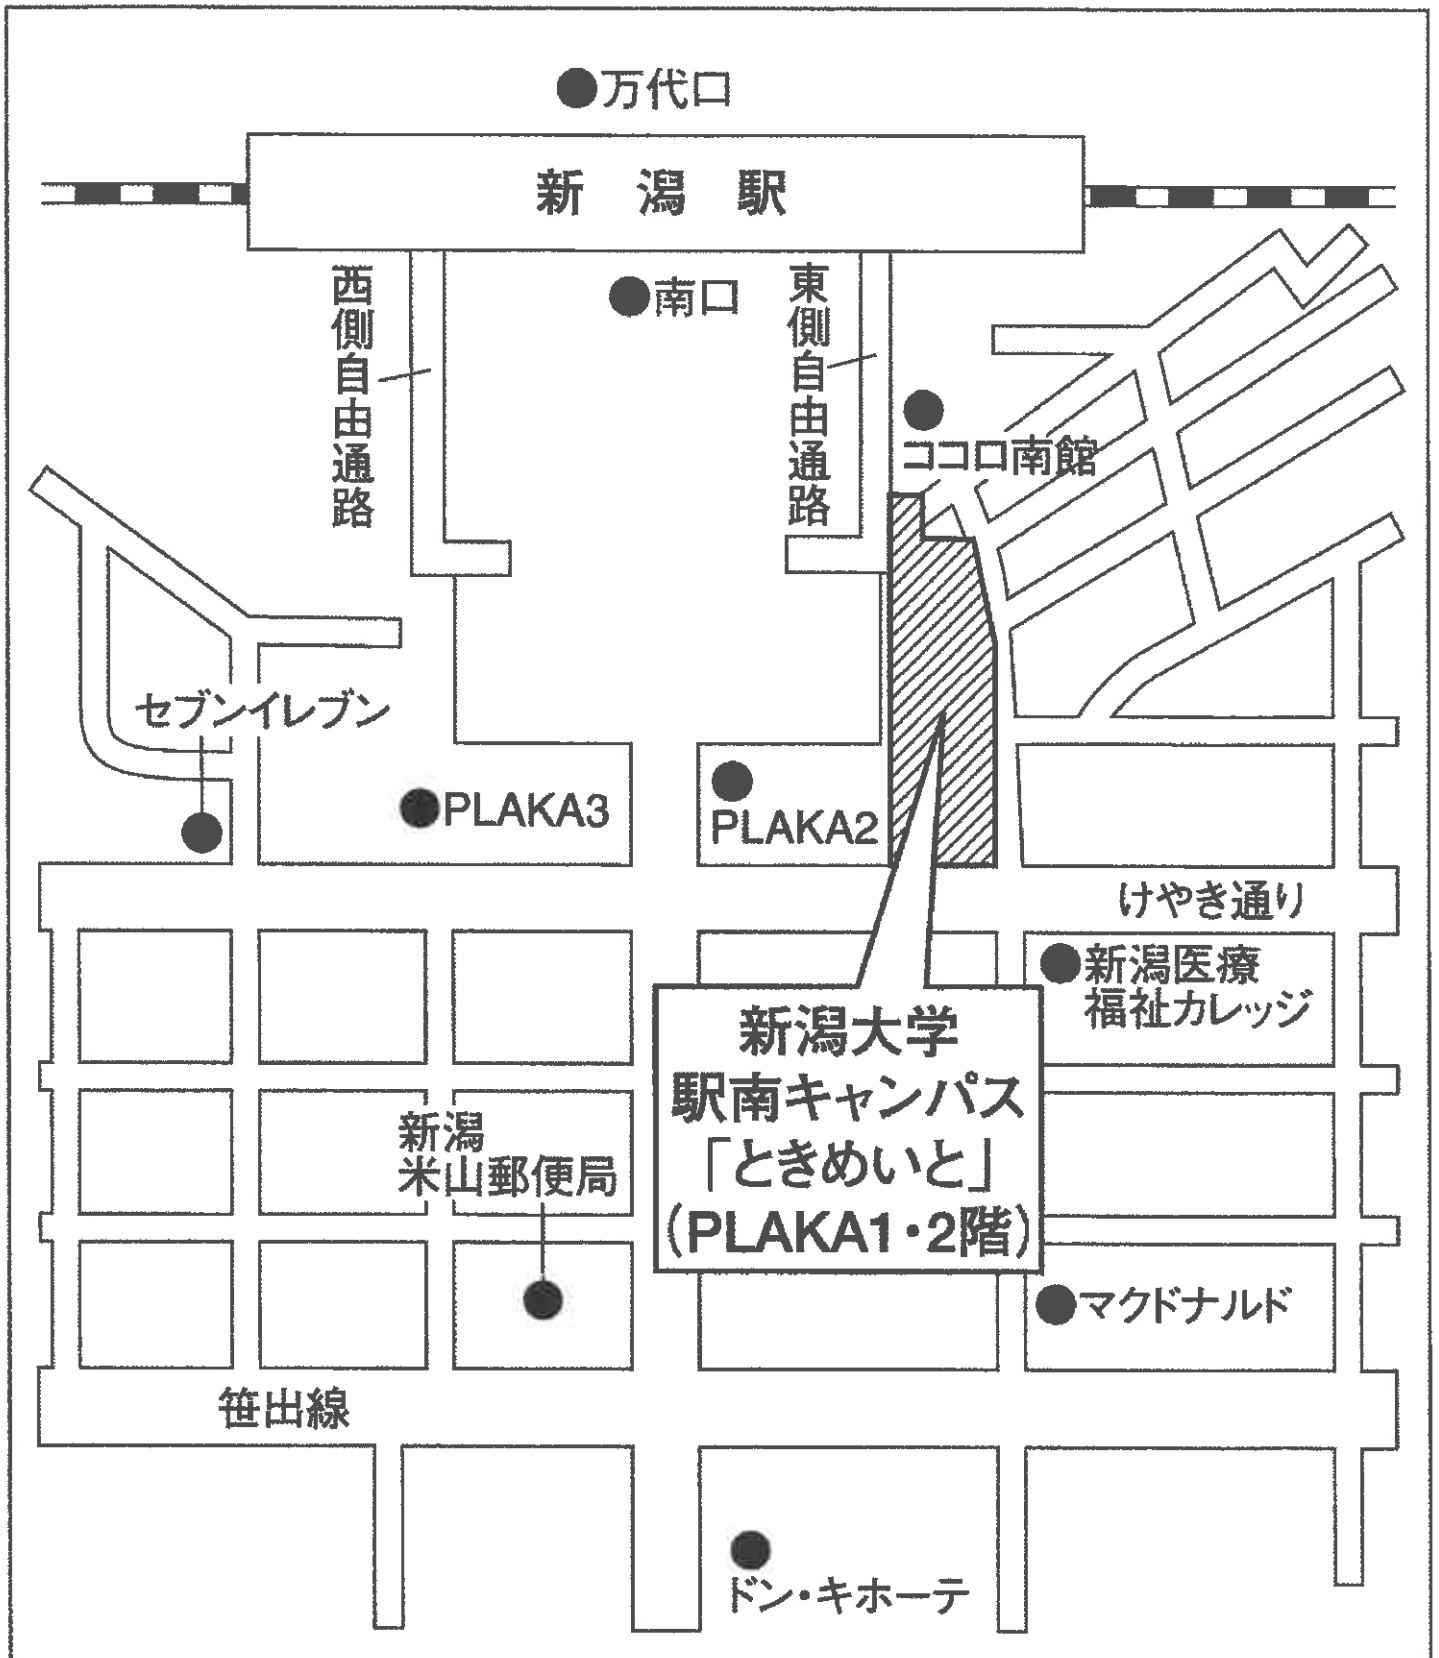 万代口
新潟駅
南口
西側自由通路
東側自由通路
ココロ南館
セブンイレブン
PLAKA3
PLAKA2
けやき通り
新潟医療
福祉カレッジ
新潟大学
駅南キャンパス
「ときめいと」
(PLAKA1・2階)
新潟
米山郵便局
マクドナルド
笹出線
ドン・キホーテ